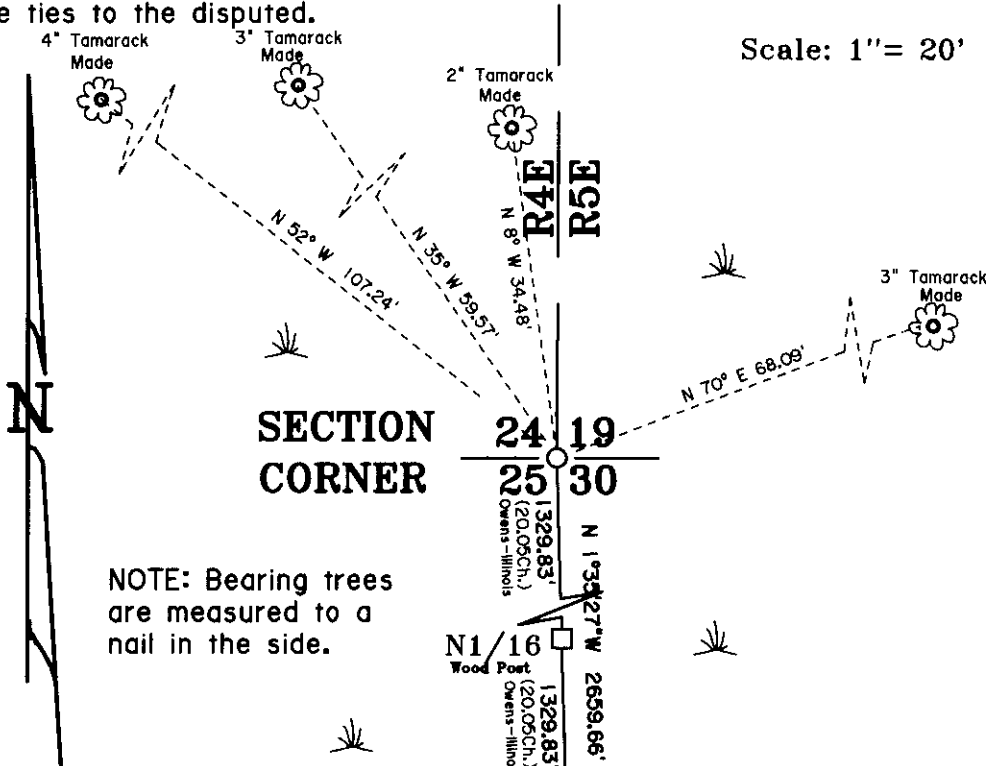 e ties to the disputed.
Scale: 1"= 20'
4" Tamarack
Made
3" Tamarack
Made
2" Tamarack
Made
3" Tamarack
Made
R4E
R5E
N 52° W 107.24'
N 35° W 59.57'
N 8° W 34.48'
N 70° E 68.09'
N
SECTION
CORNER
24
19
25
30
1329.83'
(20.05Ch.)
Owens-Illinois
N 1°35'27"W 2659.66'
NOTE: Bearing trees
are measured to a
nail in the side.
N1/16
Wood Post
1329.83'
(20.05Ch.)